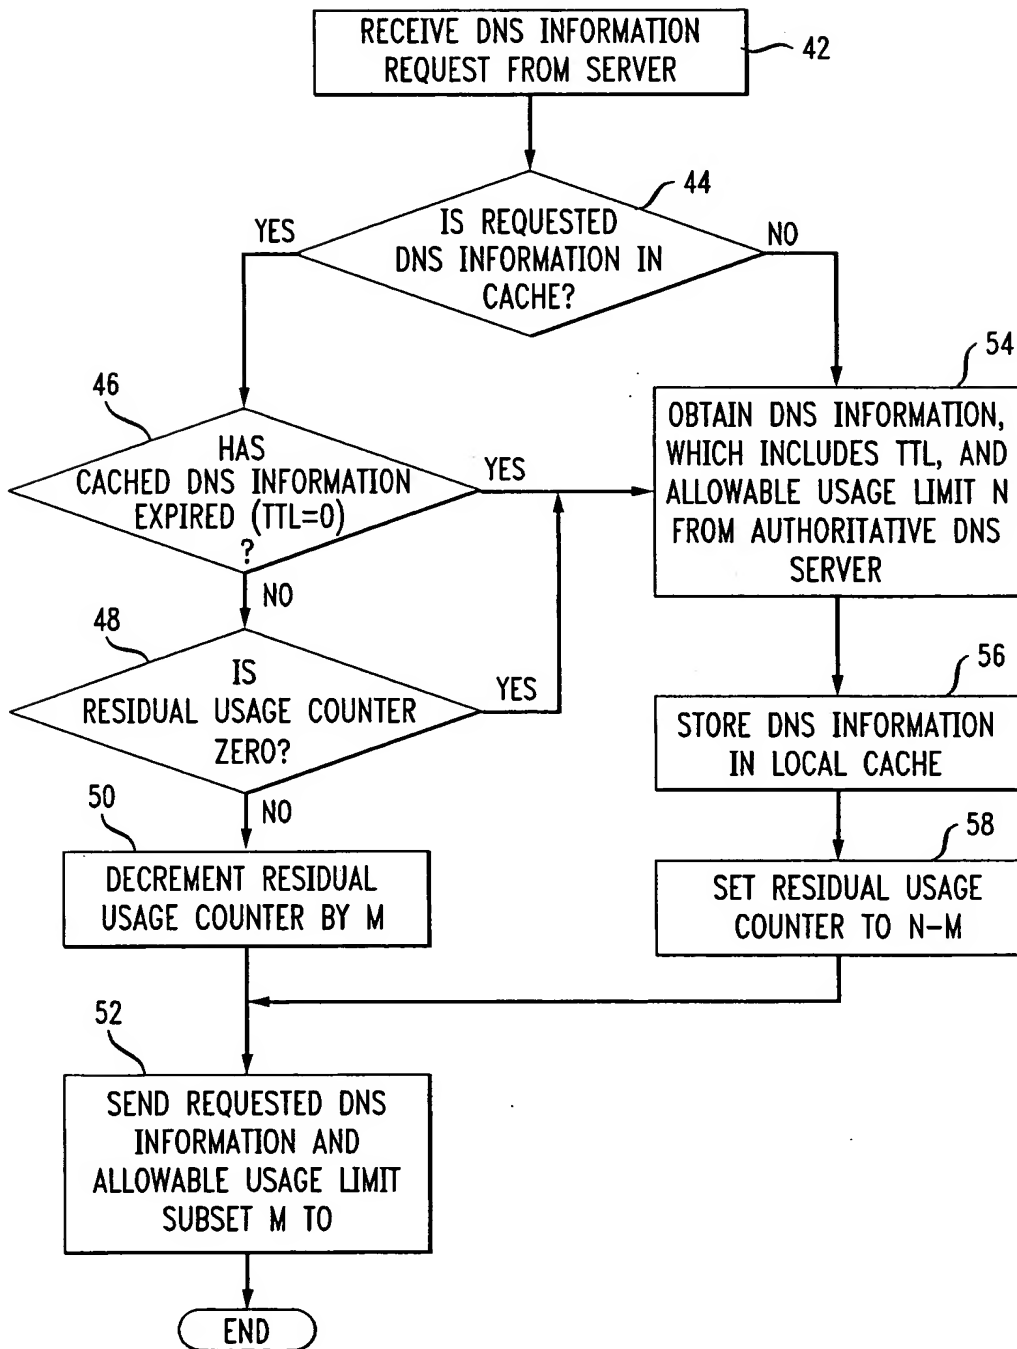 RECEIVE DNS INFORMATION
REQUEST FROM SERVER
42
44
IS REQUESTED
DNS INFORMATION IN
CACHE?
YES
NO
46
HAS
CACHED DNS INFORMATION
EXPIRED (TTL=0)
?
YES
NO
54
OBTAIN DNS INFORMATION,
WHICH INCLUDES TTL, AND
ALLOWABLE USAGE LIMIT N
FROM AUTHORITATIVE DNS
SERVER
48
IS
RESIDUAL USAGE COUNTER
ZERO?
YES
NO
56
STORE DNS INFORMATION
IN LOCAL CACHE
50
DECREMENT RESIDUAL
USAGE COUNTER BY M
58
SET RESIDUAL USAGE
COUNTER TO N-M
52
SEND REQUESTED DNS
INFORMATION AND
ALLOWABLE USAGE LIMIT
SUBSET M TO
END